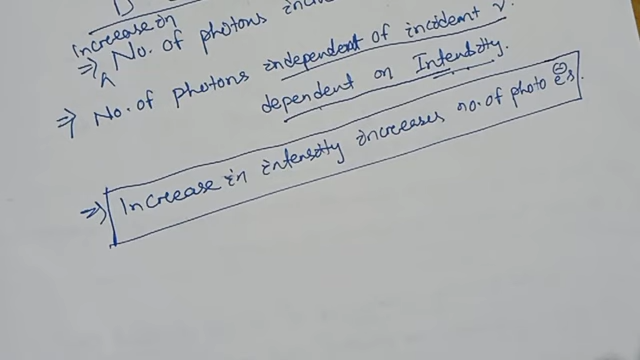 Increase in
⇒ No. of photons
⇒ No. of photons independent of incident ν.
dependent on Intensity.
⇒ Increase in intensity increases no. of photo e⊖s.